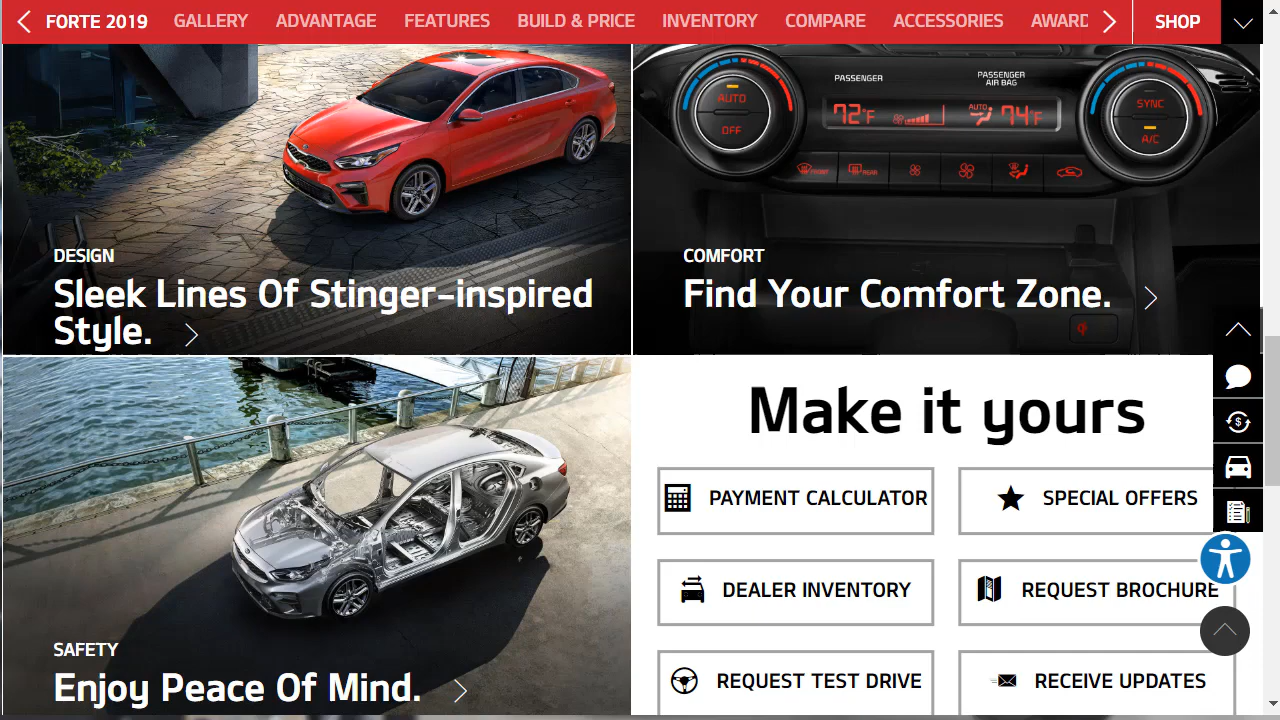 FORTE 2019
GALLERY
ADVANTAGE
FEATURES
BUILD & PRICE
INVENTORY
COMPARE
ACCESSORIES
AWARD
SHOP
DESIGN
Sleek Lines Of Stinger-inspired
Style.
PASSENGER
PASSENGER
AIR BAG
AUTO
OFF
72°F
AUTO
74°F
SYNC
A/C
FRONT
REAR
COMFORT
Find Your Comfort Zone.
SAFETY
Enjoy Peace Of Mind.
Make it yours
PAYMENT CALCULATOR
SPECIAL OFFERS
DEALER INVENTORY
REQUEST BROCHURE
REQUEST TEST DRIVE
RECEIVE UPDATES